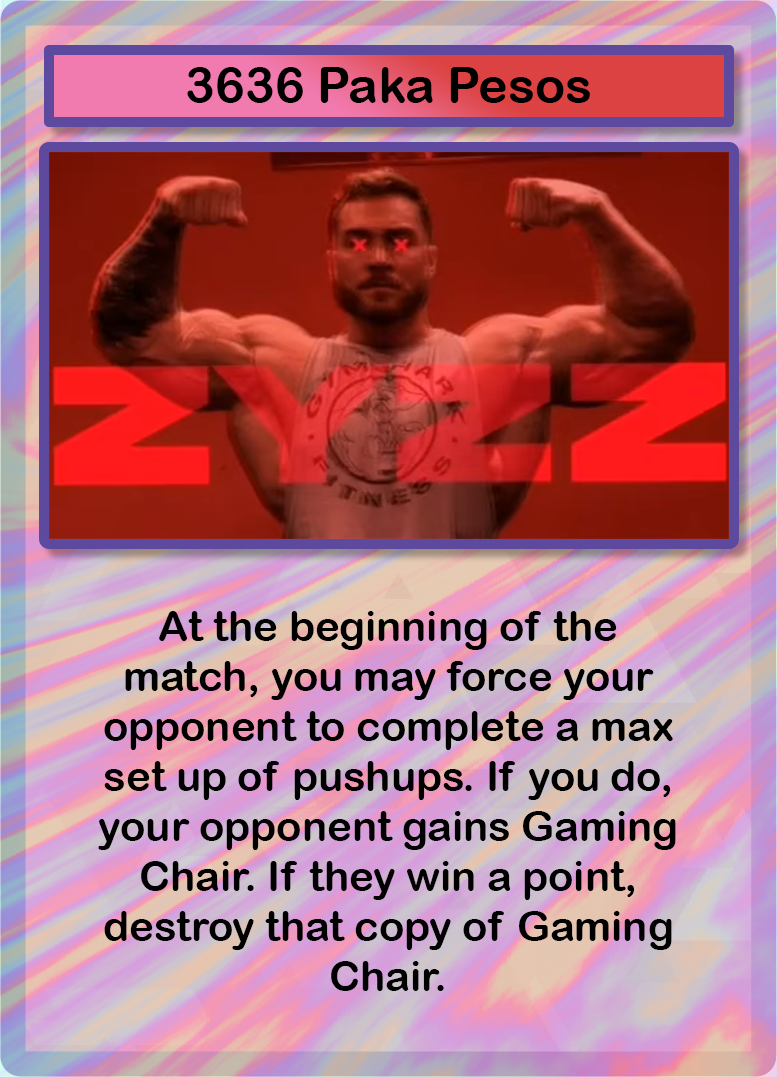 3636 Paka Pesos
GYMSHARK
FITNESS
ZYZZ
At the beginning of the
match, you may force your
opponent to complete a max
set up of pushups. If you do,
your opponent gains Gaming
Chair. If they win a point,
destroy that copy of Gaming
Chair.